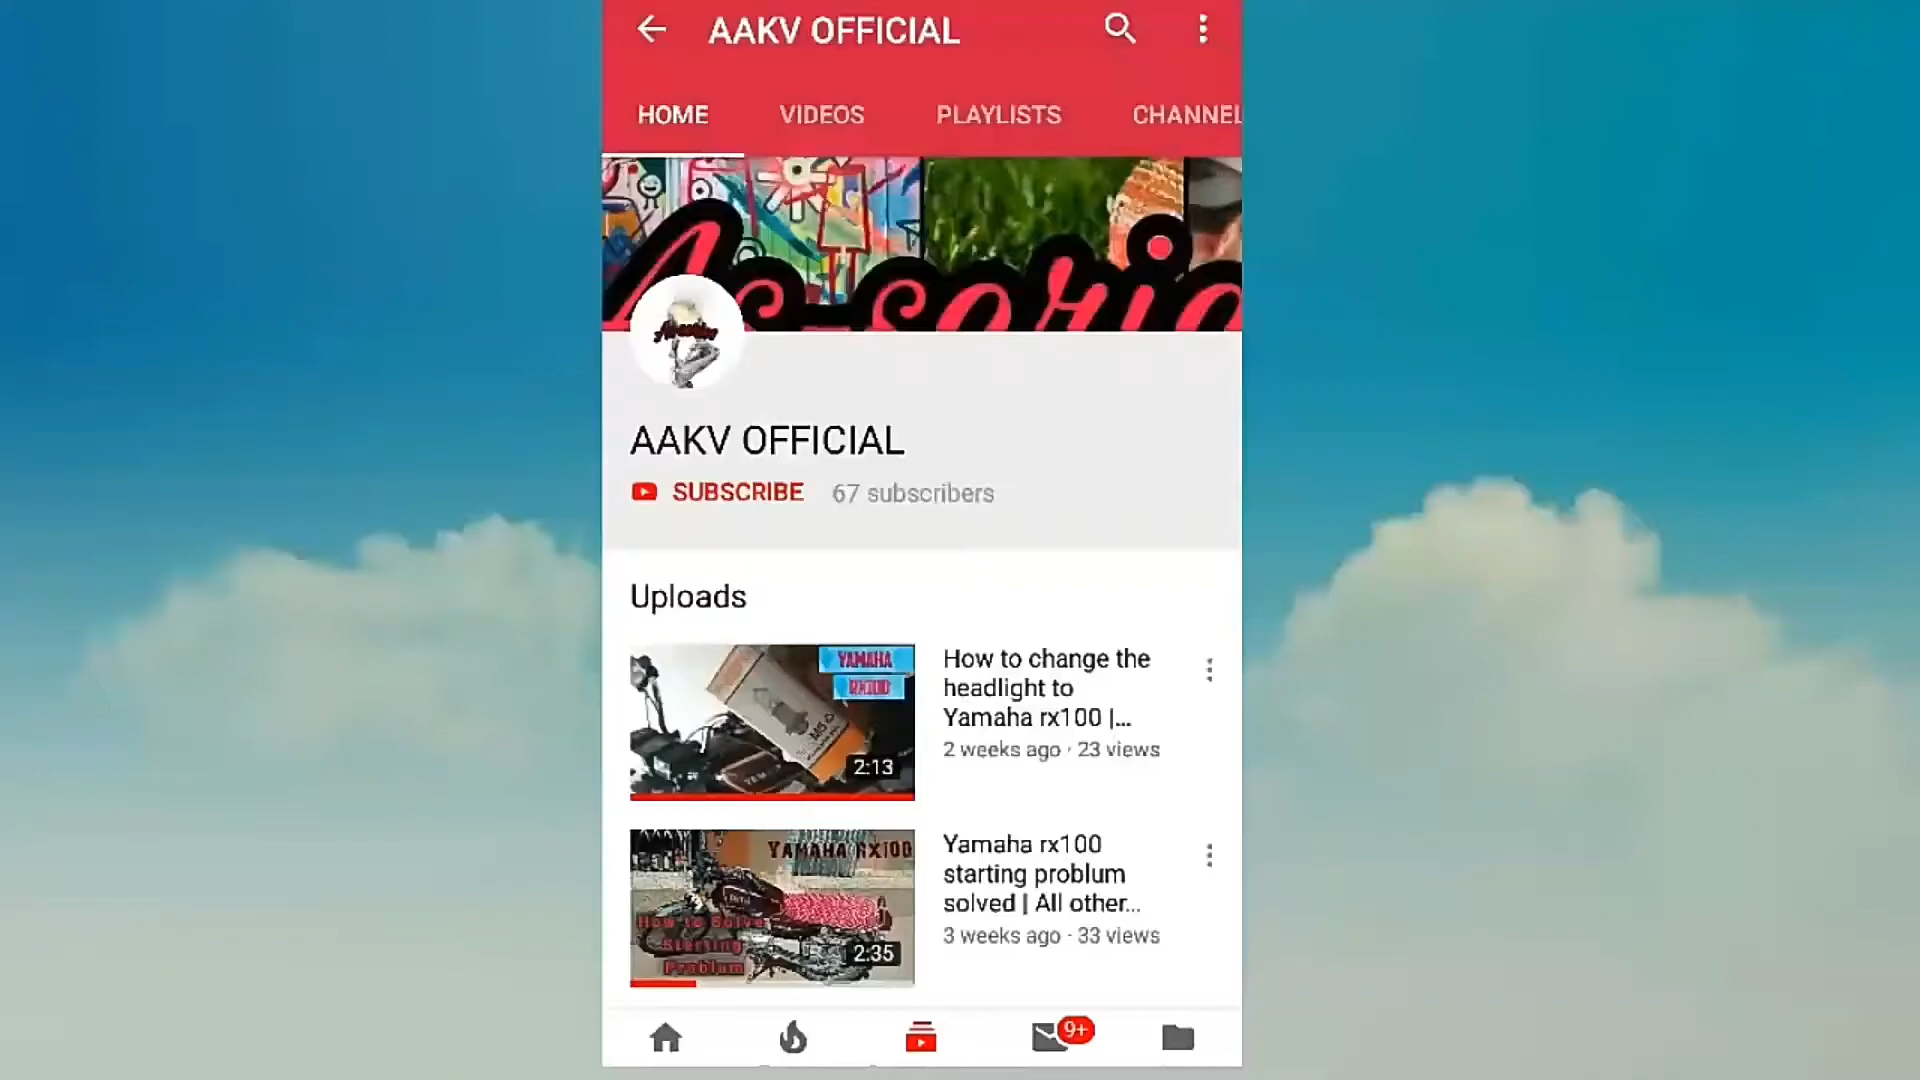 AAKV OFFICIAL
HOME VIDEOS PLAYLISTS CHANNEL
AAKV OFFICIAL
SUBSCRIBE 67 subscribers
Uploads
YAMAHA
RX100
2:13
How to change the
headlight to
Yamaha rx100 |...
2 weeks ago · 23 views
YAMAHA RX100
How to Solve
Starting
Problum
2:35
Yamaha rx100
starting problum
solved | All other...
3 weeks ago · 33 views
9+